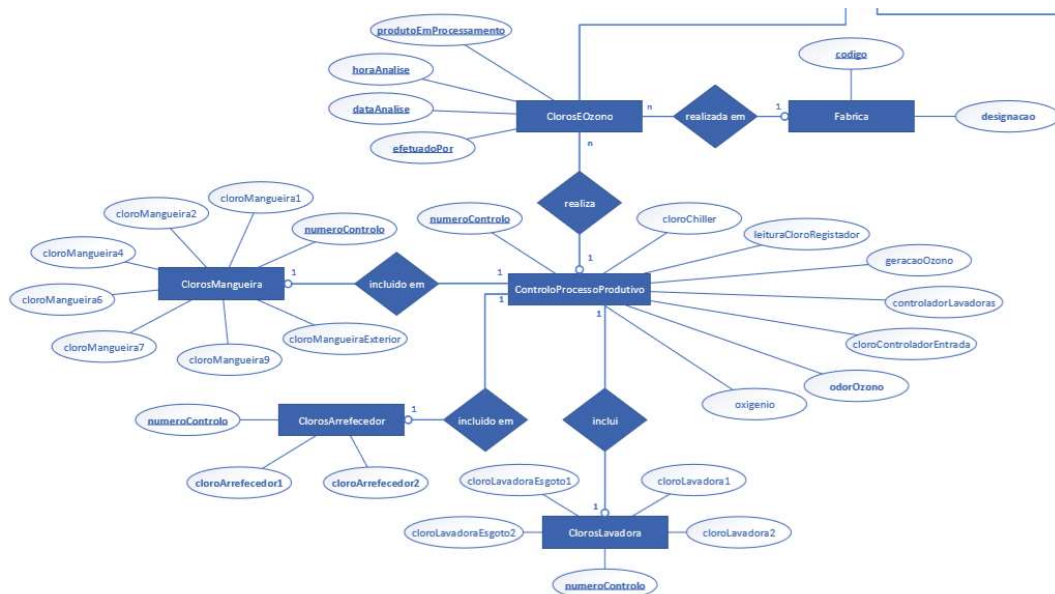 produtoEmProcessamento
codigo
horaAnalise
dataAnalise
ClorosEOzono
n
realizada em
1
Fabrica
designacao
efetuadoPor
n
cloroMangueira1
cloroMangueira2
numeroControlo
numeroControlo
realiza
cloroChiller
leituraCloroRegistador
cloroMangueira4
1
geracaoOzono
ClorosMangueira
1
incluido em
1
ControloProcessoProdutivo
cloroMangueira6
controladorLavadoras
1
1
cloroMangueira7
cloroMangueira9
cloroMangueiraExterior
cloroControladorEntrada
odorOzono
oxigenio
numeroControlo
ClorosArrefecedor
1
incluido em
inclui
cloroArrefecedor1
cloroArrefecedor2
cloroLavadoraEsgoto1
cloroLavadora1
1
cloroLavadoraEsgoto2
ClorosLavadora
cloroLavadora2
numeroControlo